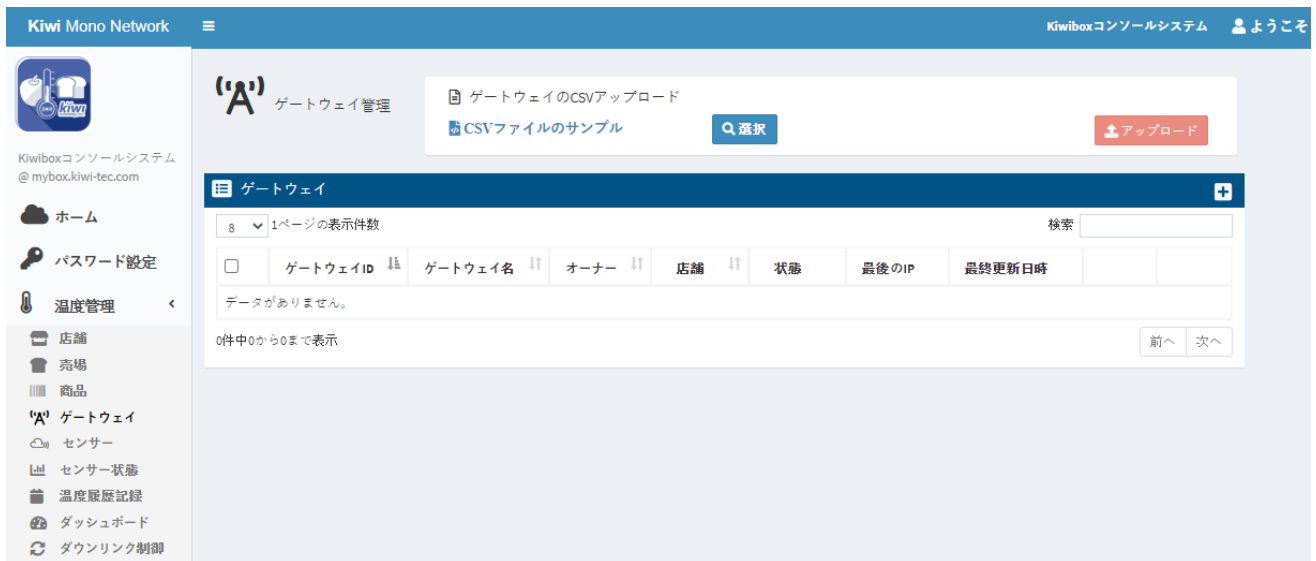 Kiwi Mono Network
Kiwiboxコンソールシステム ようこそ
kiwi
Kiwiboxコンソールシステム
@ mybox.kiwi-tec.com
ホーム
パスワード設定
温度管理
店舗
売場
商品
ゲートウェイ
センサー
センサー状態
温度履歴記録
ダッシュボード
ダウンリンク制御
ゲートウェイ管理
ゲートウェイのCSVアップロード
CSVファイルのサンプル 選択 アップロード
ゲートウェイ
8 1ページの表示件数 検索
ゲートウェイID ゲートウェイ名 オーナー 店舗 状態 最後のIP 最終更新日時
データがありません。
0件中0から0まで表示 前へ 次へ